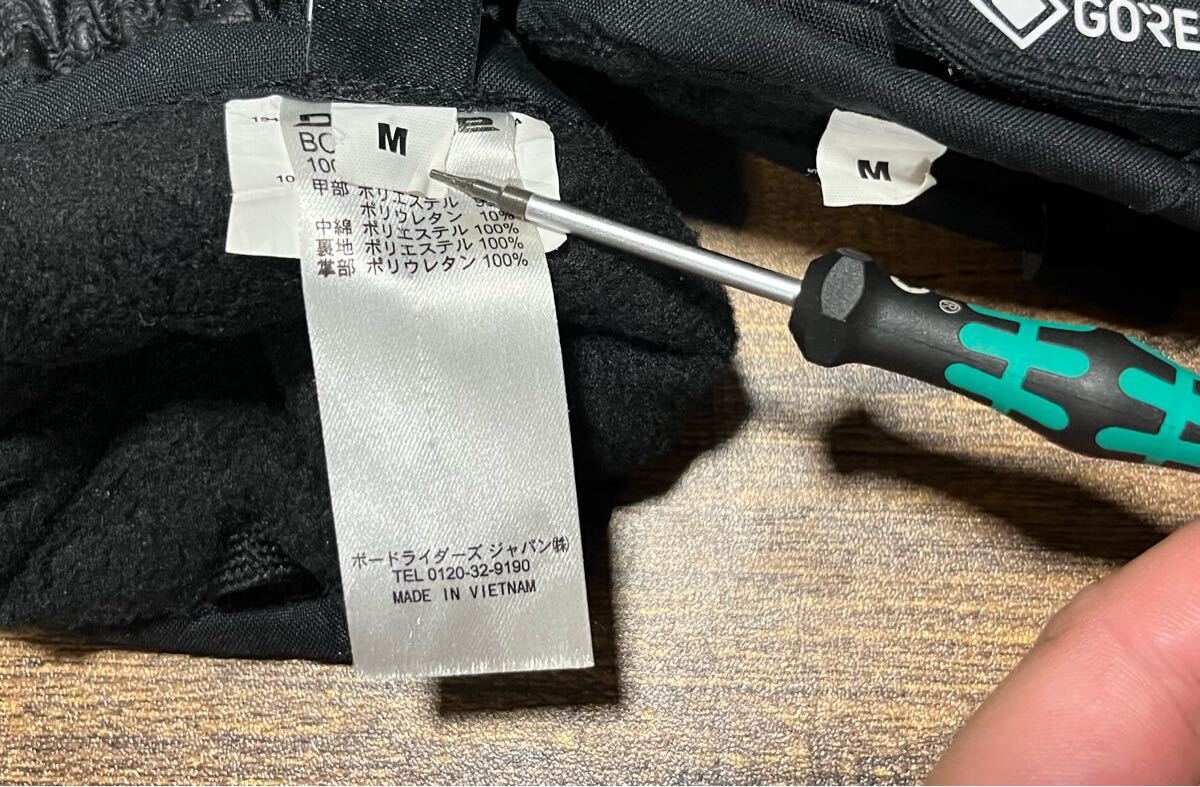 GORE
M
M
BO
100
10
甲部 ポリエステル
ポリウレタン 10%
中綿 ポリエステル 100%
裏地 ポリエステル 100%
掌部 ポリウレタン 100%
ボードライダーズ ジャパン㈱
TEL 0120-32-9190
MADE IN VIETNAM
®